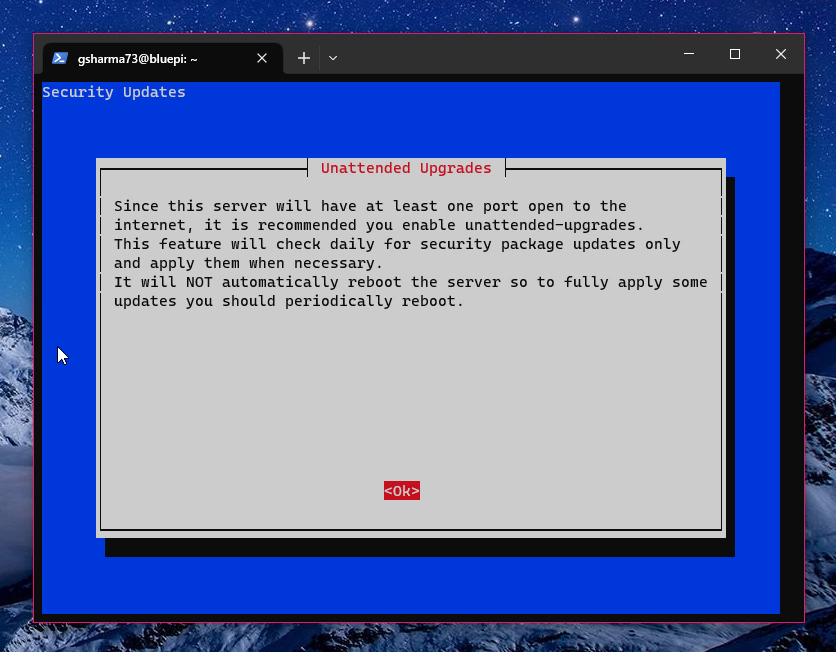 gsharma73@bluepi: ~
Security Updates
Unattended Upgrades
Since this server will have at least one port open to the
internet, it is recommended you enable unattended-upgrades.
This feature will check daily for security package updates only
and apply them when necessary.
It will NOT automatically reboot the server so to fully apply some
updates you should periodically reboot.
<Ok>